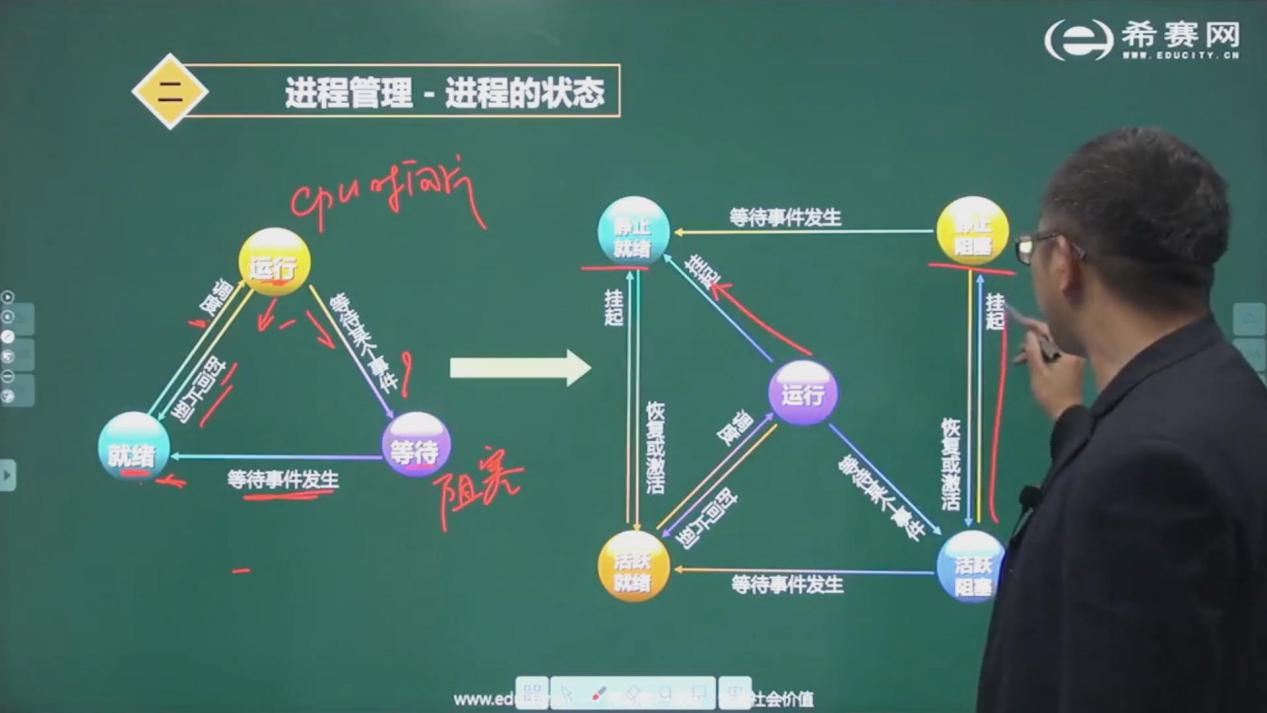 希赛网
WWW.EDUCITY.CN
二
进程管理 - 进程的状态
cpu时间片
运行
调度
时间片到
等待某个事件
就绪
等待
等待事件发生
阻塞
静止
就绪
等待事件发生
静止
阻塞
挂起
挂起
挂起
运行
恢复或激活
调度
时间片到
等待某个事件
恢复或激活
活跃
就绪
等待事件发生
活跃
阻塞
www.edu
社会价值